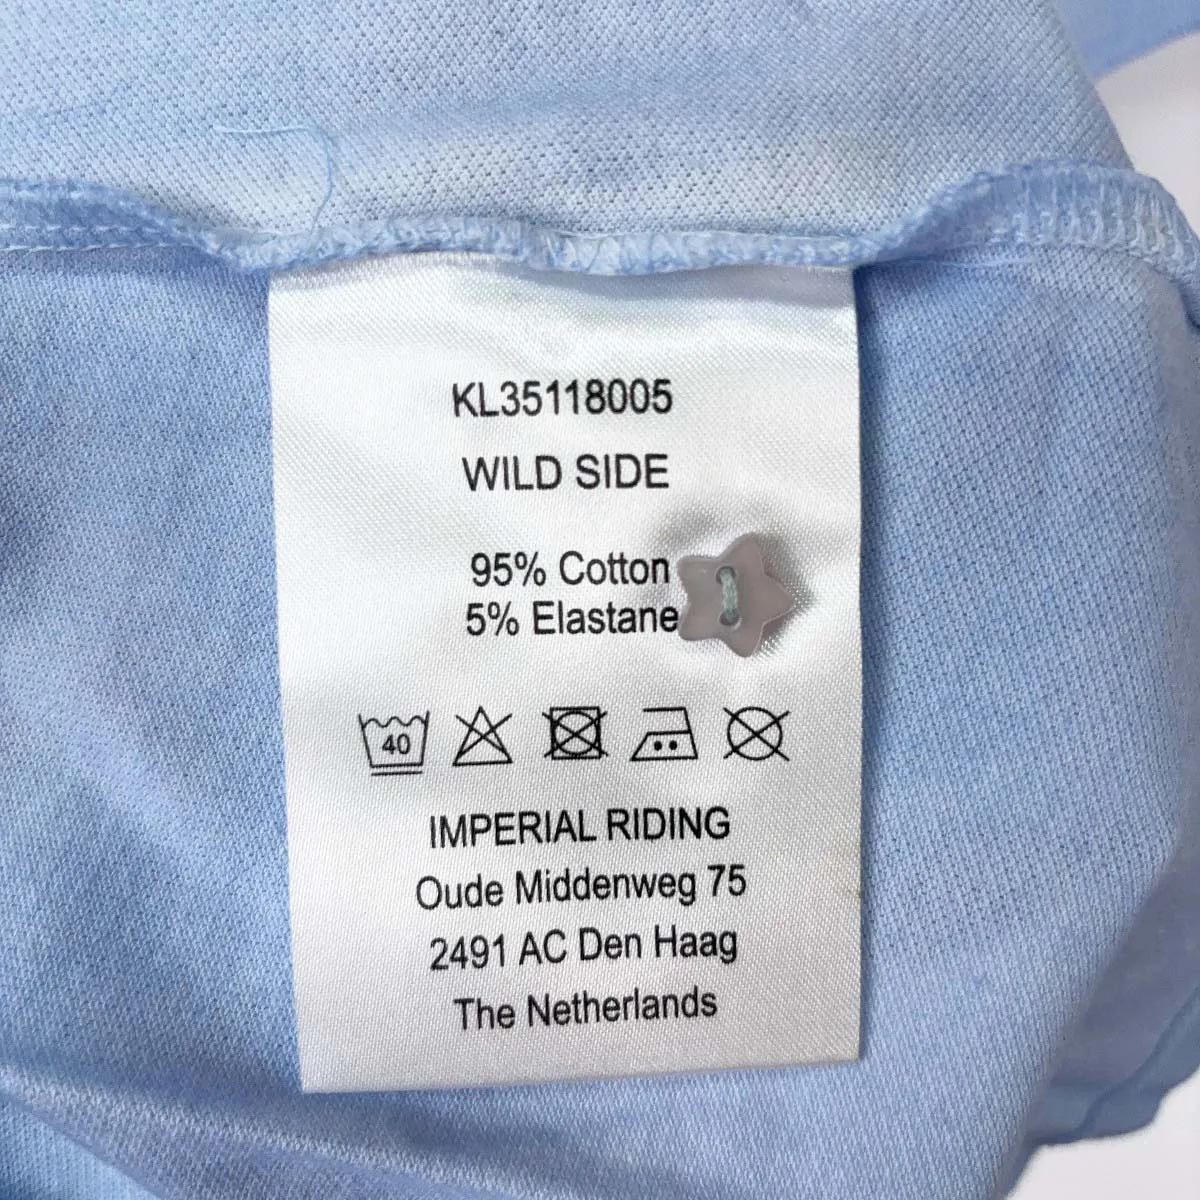 KL35118005
WILD SIDE
95% Cotton
5% Elastane
40
IMPERIAL RIDING
Oude Middenweg 75
2491 AC Den Haag
The Netherlands